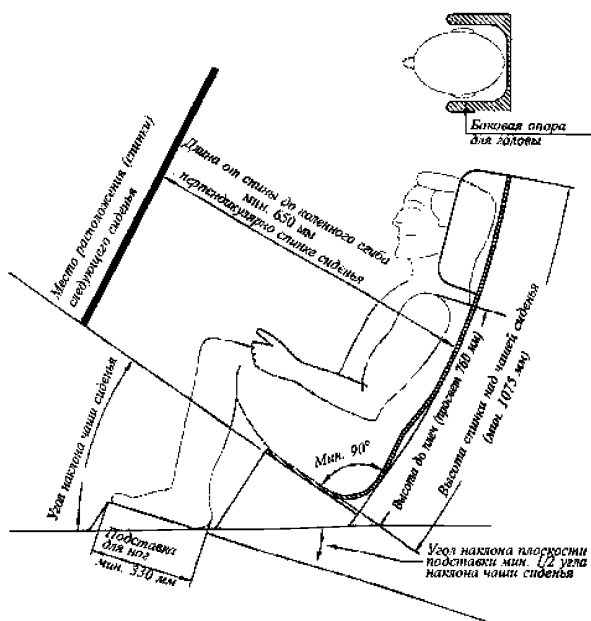 Боковая опора
для головы
Место расположения (спинки)
следующего сиденья
Длина от спины до коленного сгиба
мин. 650 мм
перпендикулярно спинке сиденья
Угол наклона чаши сиденья
Мин. 90°
Высота до плеч (просвет 760 мм)
Высота спинки над чашей сиденья
(мин. 1075 мм)
Подставка
для ног
мин. 330 мм
Угол наклона плоскости
подставки мин. 1/2 угла
наклона чаши сиденья